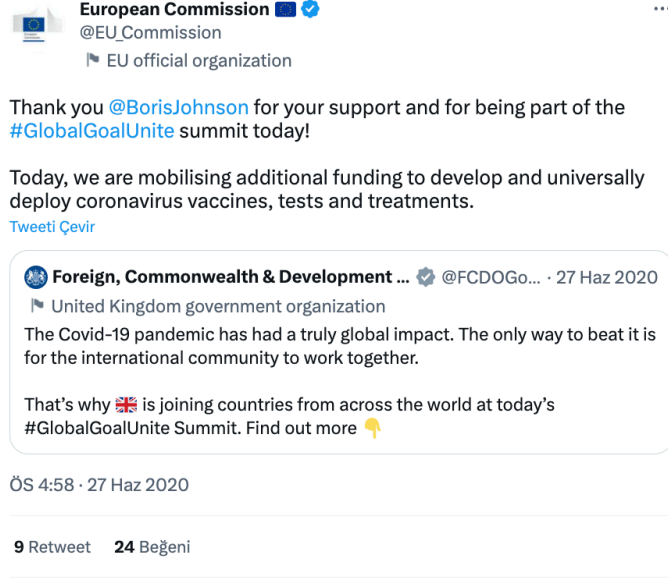 European Commission
@EU_Commission
EU official organization
Thank you @BorisJohnson for your support and for being part of the
#GlobalGoalUnite summit today!
Today, we are mobilising additional funding to develop and universally
deploy coronavirus vaccines, tests and treatments.
Tweeti Çevir
Foreign, Commonwealth & Development ... @FCDOGo... · 27 Haz 2020
United Kingdom government organization
The Covid-19 pandemic has had a truly global impact. The only way to beat it is
for the international community to work together.
That's why 🇬🇧 is joining countries from across the world at today's
#GlobalGoalUnite Summit. Find out more 👇
ÖS 4:58 · 27 Haz 2020
9 Retweet 24 Beğeni